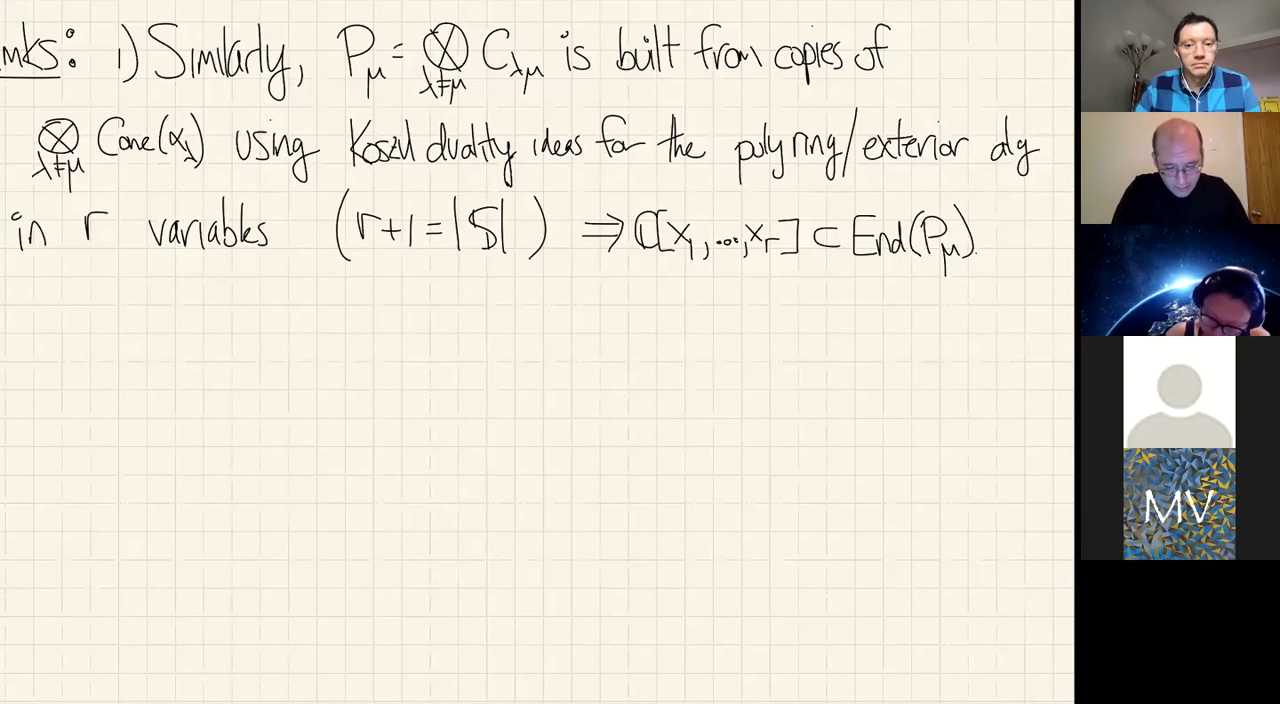 mks: 1) Similarly, P_μ = ⊗_{λ≠μ} C_{λμ} is built from copies of
⊗_{λ≠μ} Cone(α_λ) using Koszul duality ideas for the poly ring/exterior alg
in r variables (r+1 = |S|) ⇒ ℂ[x_1,...,x_r] ⊂ End(P_μ).
MV